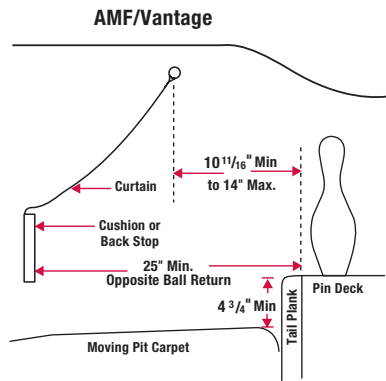 AMF/Vantage
10 11/16" Min
to 14" Max.
Curtain
Cushion or
Back Stop
25" Min.
Opposite Ball Return
4 3/4" Min
Tail Plank
Pin Deck
Moving Pit Carpet